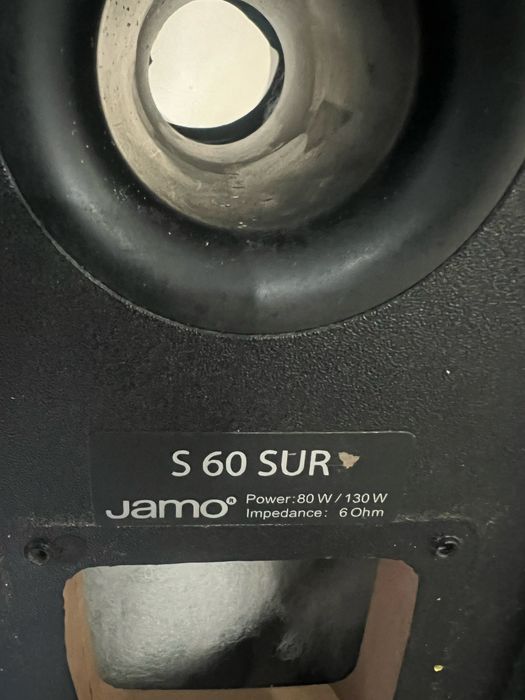 S 60 SUR
Jamo® Power: 80 W / 130 W
Impedance: 6 Ohm